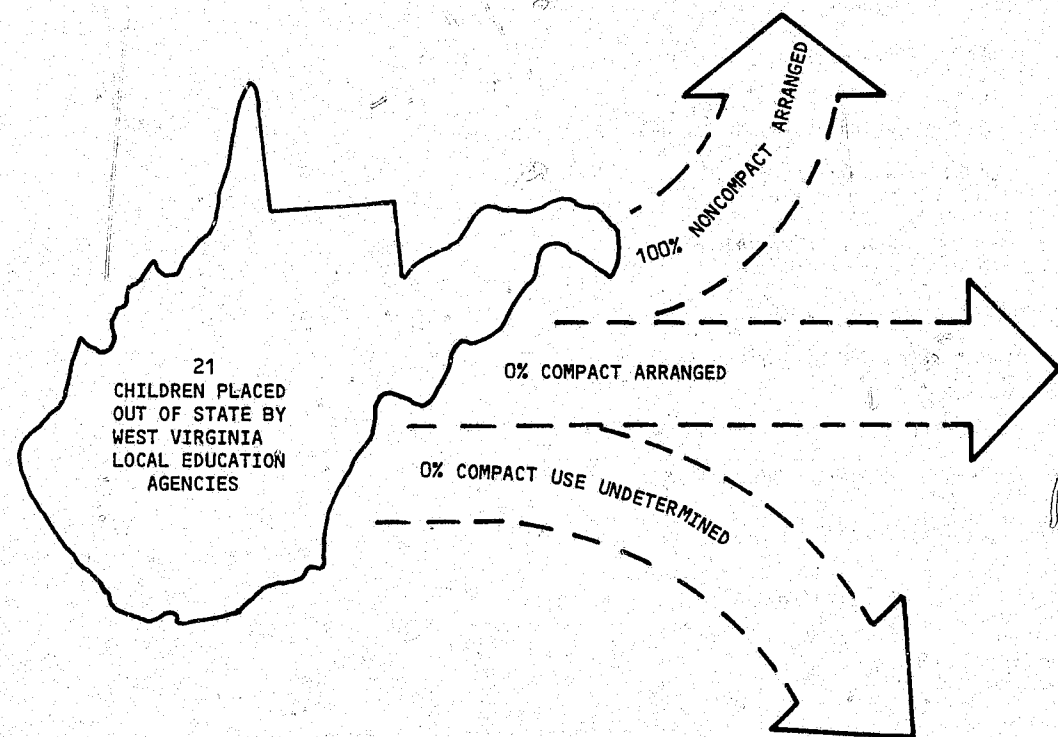 100% NONCOMPACT ARRANGED
21
CHILDREN PLACED
OUT OF STATE BY
WEST VIRGINIA
LOCAL EDUCATION
AGENCIES
0% COMPACT ARRANGED
0% COMPACT USE UNDETERMINED